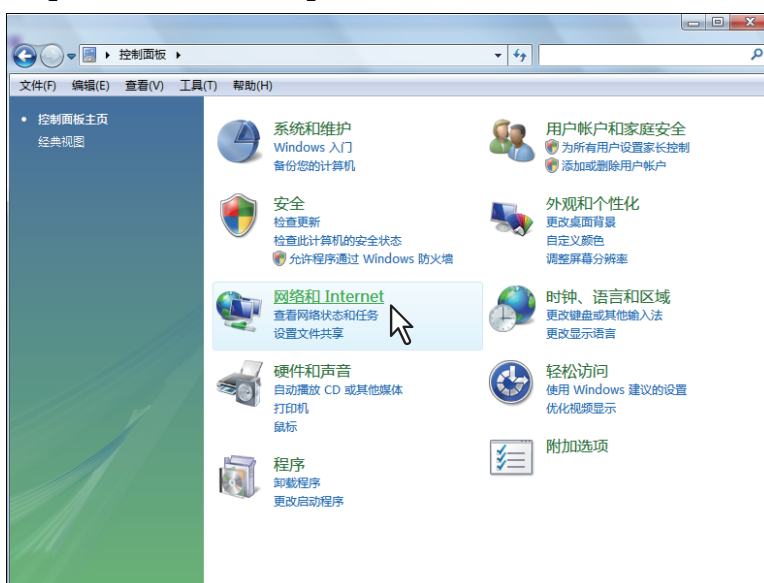 控制面板
文件(F) 编辑(E) 查看(V) 工具(T) 帮助(H)
控制面板主页
经典视图
系统和维护
Windows 入门
备份您的计算机
安全
检查更新
检查此计算机的安全状态
允许程序通过 Windows 防火墙
网络和 Internet
查看网络状态和任务
设置文件共享
硬件和声音
自动播放 CD 或其他媒体
打印机
鼠标
程序
卸载程序
更改启动程序
用户帐户和家庭安全
为所有用户设置家长控制
添加或删除用户帐户
外观和个性化
更改桌面背景
自定义颜色
调整屏幕分辨率
时钟、语言和区域
更改键盘或其他输入法
更改显示语言
轻松访问
使用 Windows 建议的设置
优化视频显示
附加选项